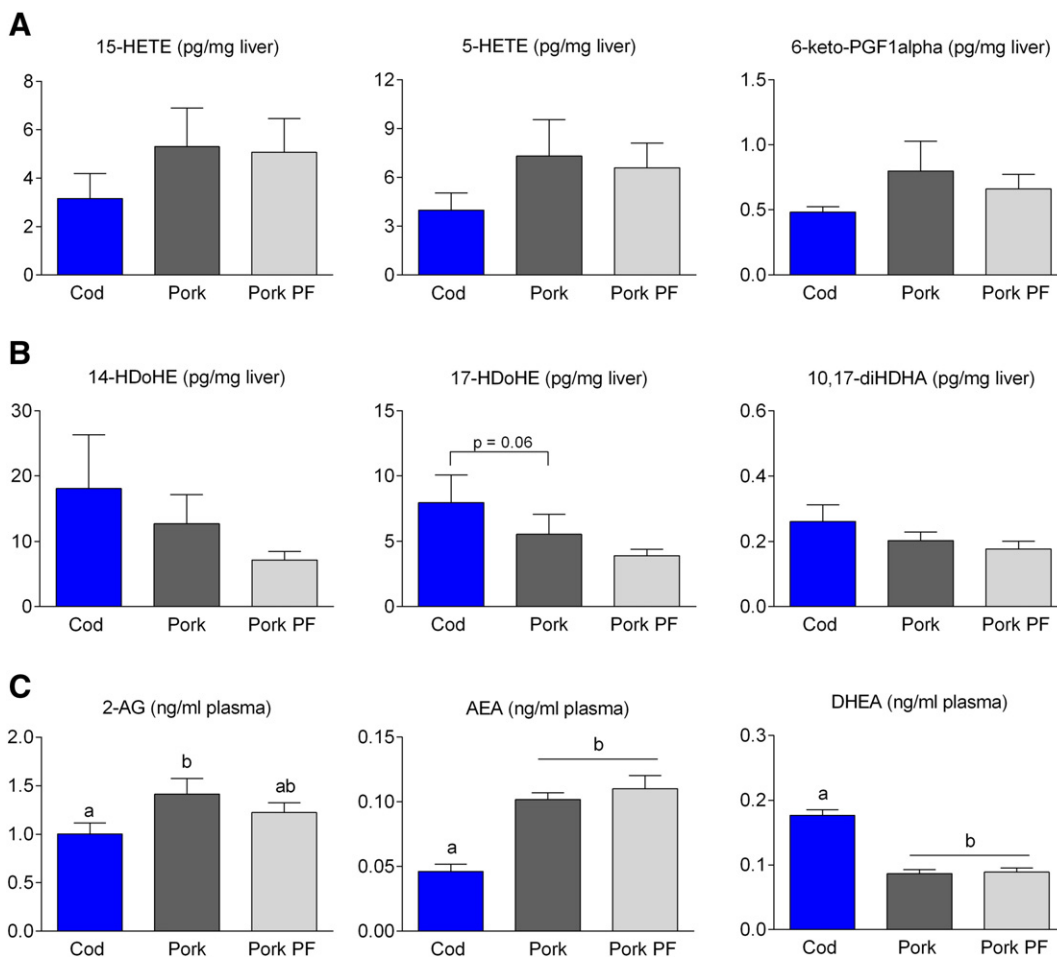 A
15-HETE (pg/mg liver)
8
6
4
2
0
Cod Pork Pork PF
5-HETE (pg/mg liver)
12
9
6
3
0
Cod Pork Pork PF
6-keto-PGF1alpha (pg/mg liver)
1.5
1.0
0.5
0.0
Cod Pork Pork PF
B
14-HDoHE (pg/mg liver)
30
20
10
0
Cod Pork Pork PF
17-HDoHE (pg/mg liver)
15
10
5
0
p = 0.06
Cod Pork Pork PF
10,17-diHDHA (pg/mg liver)
0.6
0.4
0.2
0.0
Cod Pork Pork PF
C
2-AG (ng/ml plasma)
2.0
1.5
1.0
0.5
0.0
a b ab
Cod Pork Pork PF
AEA (ng/ml plasma)
0.15
0.10
0.05
0.00
a b
Cod Pork Pork PF
DHEA (ng/ml plasma)
0.3
0.2
0.1
0.0
a b
Cod Pork Pork PF